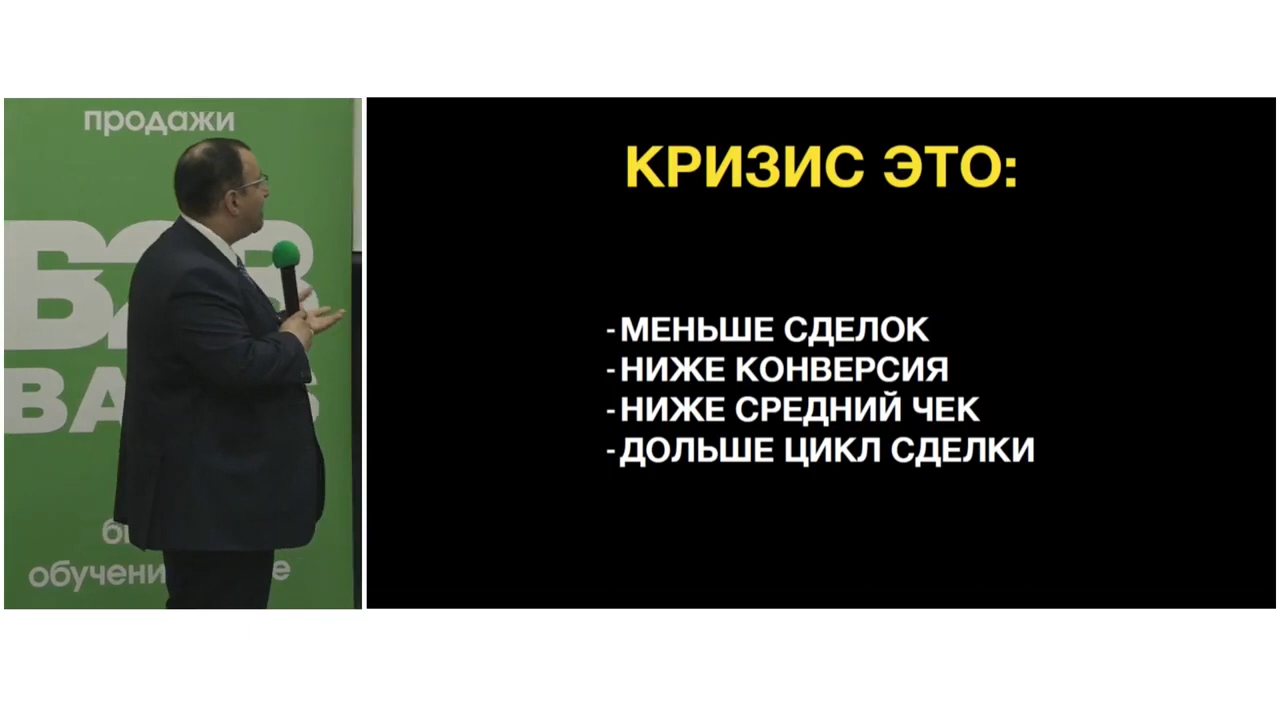 продажи
КРИЗИС ЭТО:
-МЕНЬШЕ СДЕЛОК
-НИЖЕ КОНВЕРСИЯ
-НИЖЕ СРЕДНИЙ ЧЕК
-ДОЛЬШЕ ЦИКЛ СДЕЛКИ